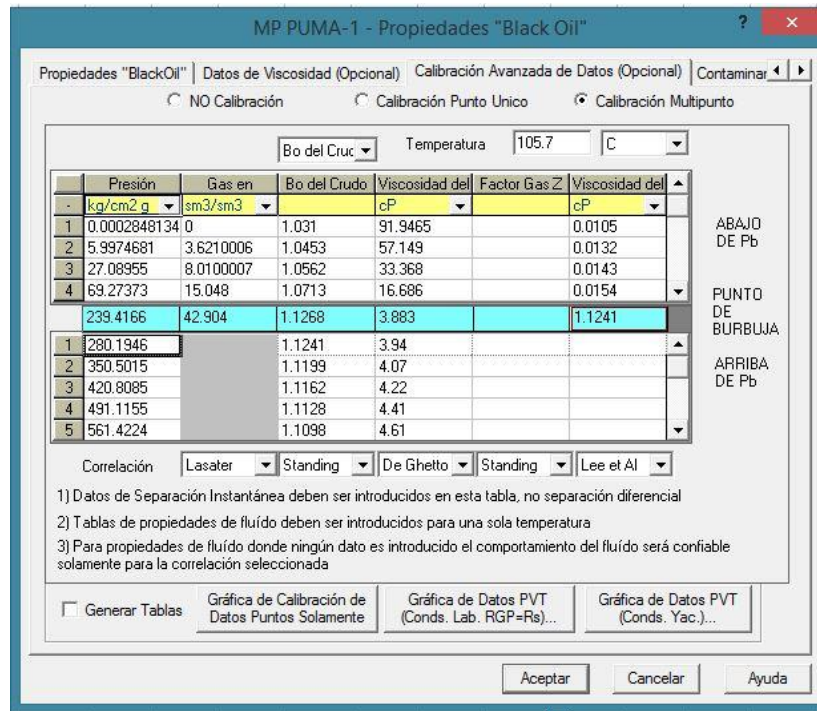 MP PUMA-1 - Propiedades "Black Oil"
?
×
Propiedades "BlackOil" Datos de Viscosidad (Opcional) Calibración Avanzada de Datos (Opcional) Contaminar
NO Calibración Calibración Punto Unico Calibración Multipunto
Bo del Cruc Temperatura 105.7 C
Presión Gas en Bo del Crudo Viscosidad del Factor Gas Z Viscosidad del
- kg/cm2 g sm3/sm3 cP cP
1 0.0002848134 0 1.031 91.9465 0.0105
2 5.9974681 3.6210006 1.0453 57.149 0.0132
3 27.08955 8.0100007 1.0562 33.368 0.0143
4 69.27373 15.048 1.0713 16.686 0.0154
ABAJO
DE Pb
239.4166 42.904 1.1268 3.883 1.1241
PUNTO
DE
BURBUJA
1 280.1946 1.1241 3.94
2 350.5015 1.1199 4.07
3 420.8085 1.1162 4.22
4 491.1155 1.1128 4.41
5 561.4224 1.1098 4.61
ARRIBA
DE Pb
Correlación Lasater Standing De Ghetto Standing Lee et Al
1) Datos de Separación Instantánea deben ser introducidos en esta tabla, no separación diferencial
2) Tablas de propiedades de fluído deben ser introducidos para una sola temperatura
3) Para propiedades de fluído donde ningún dato es introducido el comportamiento del fluído será confiable
solamente para la correlación seleccionada
Generar Tablas
Gráfica de Calibración de
Datos Puntos Solamente
Gráfica de Datos PVT
(Conds. Lab. RGP=Rs)...
Gráfica de Datos PVT
(Conds. Yac.)...
Aceptar Cancelar Ayuda